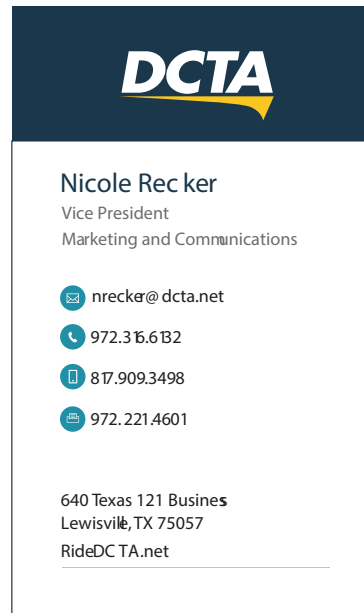 DCTA
Nicole Recker
Vice President
Marketing and Communications
nrecker@dcta.net
972.316.6132
817.909.3498
972.221.4601
640 Texas 121 Business
Lewisville, TX 75057
RideDCTA.net